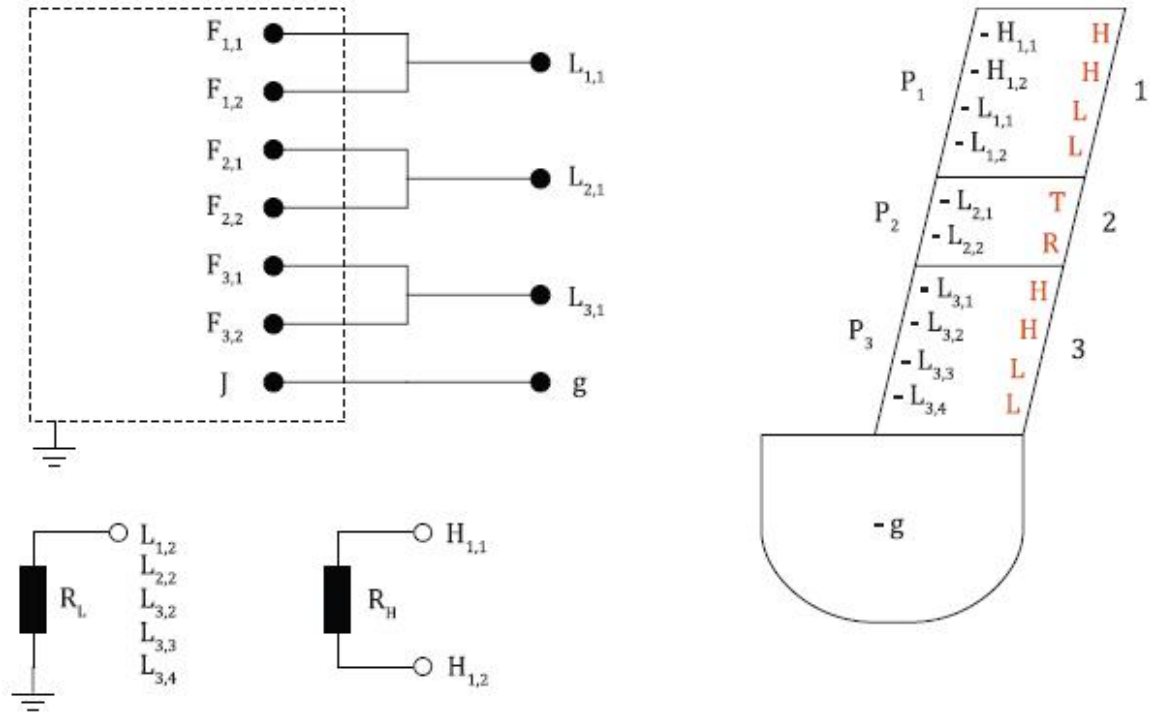 F1,1
F1,2
F2,1
F2,2
F3,1
F3,2
J
L1,1
L2,1
L3,1
g
RL
L1,2
L2,2
L3,2
L3,3
L3,4
RH
H1,1
H1,2
P1
- H1,1 H
- H1,2 H
- L1,1 L
- L1,2 L
1
P2
- L2,1 T
- L2,2 R
2
P3
- L3,1 H
- L3,2 H
- L3,3 L
- L3,4 L
3
- g